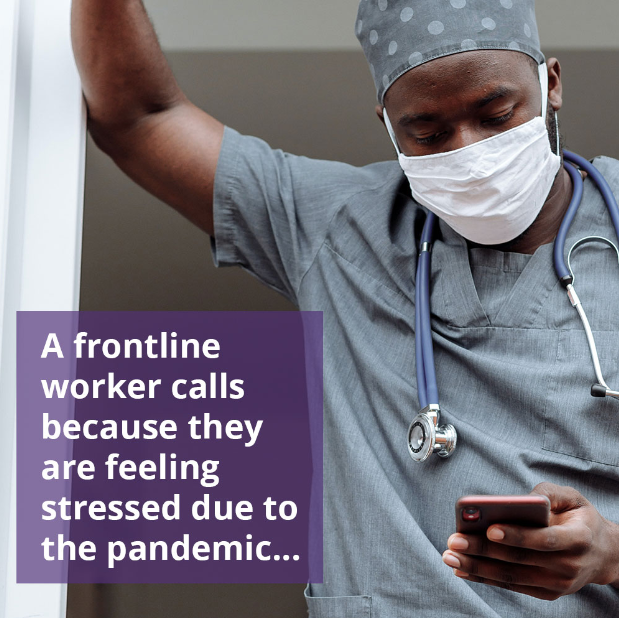 A frontline
worker calls
because they
are feeling
stressed due to
the pandemic...